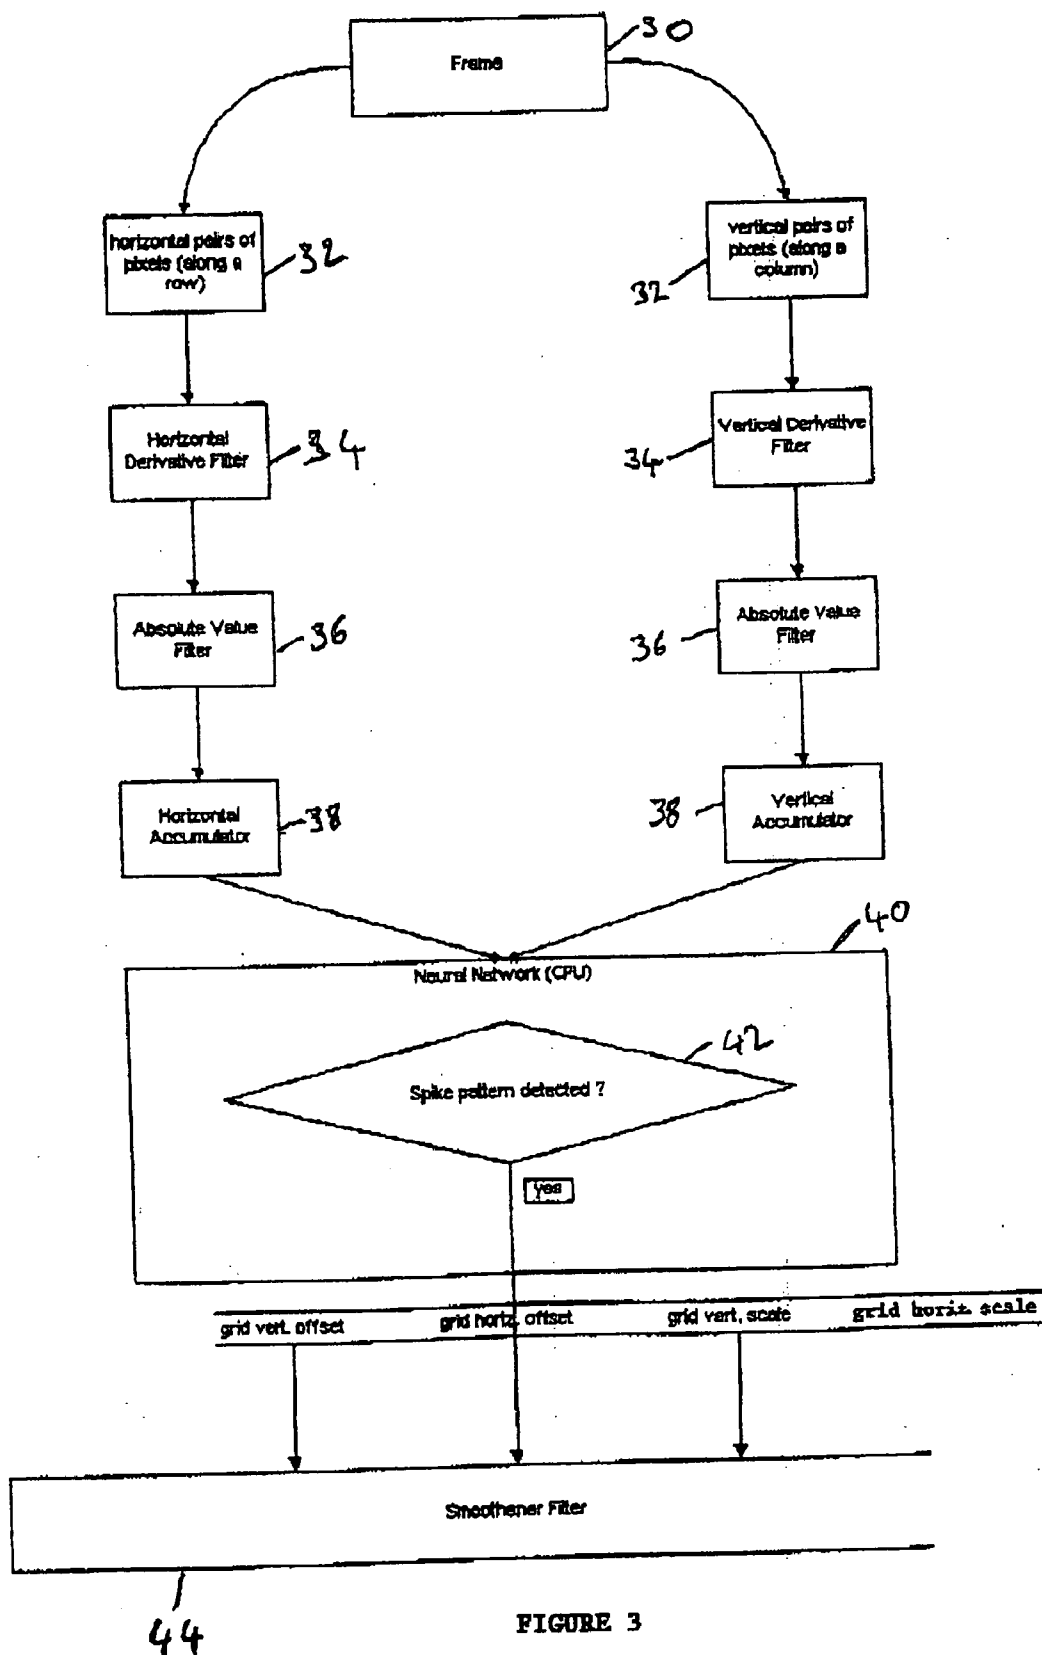 30
Frame
horizontal pairs of
pixels (along a
row)
32
vertical pairs of
pixels (along a
column)
32
Horizontal
Derivative Filter
34
Vertical Derivative
Filter
34
Absolute Value
Filter
36
Absolute Value
Filter
36
Horizontal
Accumulator
38
Vertical
Accumulator
38
40
Neural Network (CPU)
42
Spike pattern detected ?
yes
grid vert. offset
grid horiz. offset
grid vert. scale
grid horiz. scale
Smoothener Filter
44
FIGURE 3